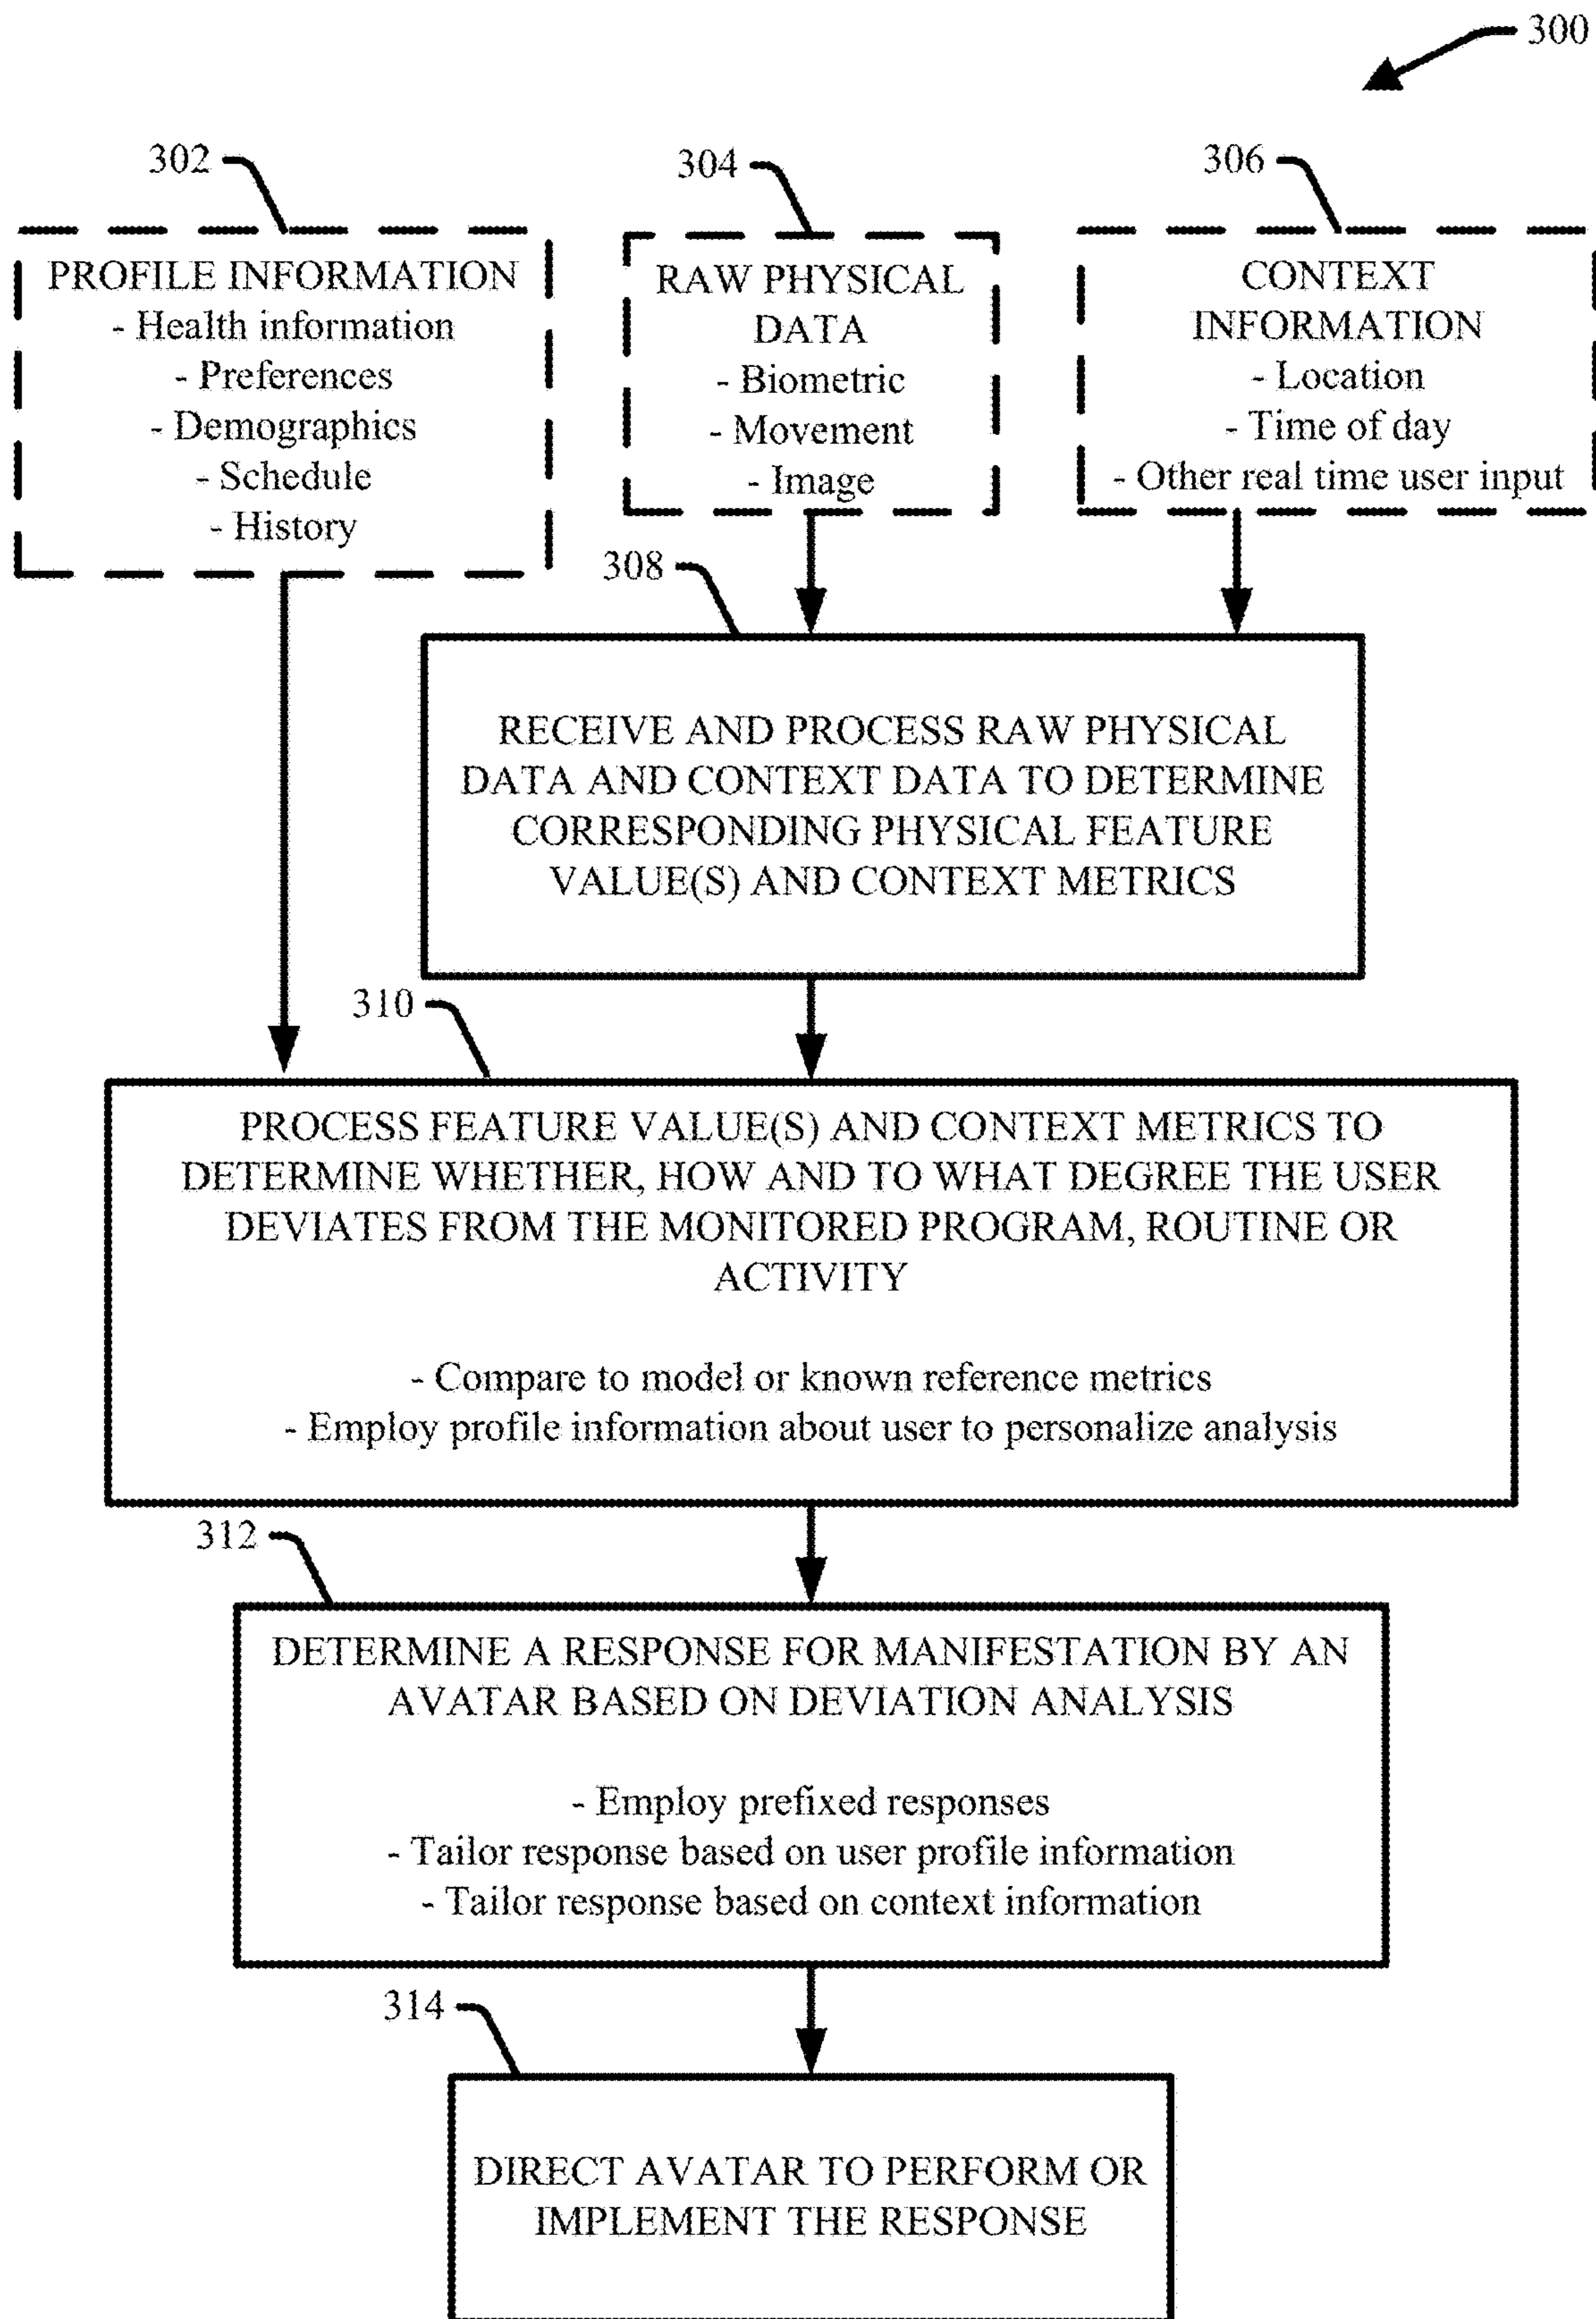 300
302
304
306
PROFILE INFORMATION
- Health information
- Preferences
- Demographics
- Schedule
- History
RAW PHYSICAL
DATA
- Biometric
- Movement
- Image
CONTEXT
INFORMATION
- Location
- Time of day
- Other real time user input
308
RECEIVE AND PROCESS RAW PHYSICAL
DATA AND CONTEXT DATA TO DETERMINE
CORRESPONDING PHYSICAL FEATURE
VALUE(S) AND CONTEXT METRICS
310
PROCESS FEATURE VALUE(S) AND CONTEXT METRICS TO
DETERMINE WHETHER, HOW AND TO WHAT DEGREE THE USER
DEVIATES FROM THE MONITORED PROGRAM, ROUTINE OR
ACTIVITY
- Compare to model or known reference metrics
- Employ profile information about user to personalize analysis
312
DETERMINE A RESPONSE FOR MANIFESTATION BY AN
AVATAR BASED ON DEVIATION ANALYSIS
- Employ prefixed responses
- Tailor response based on user profile information
- Tailor response based on context information
314
DIRECT AVATAR TO PERFORM OR
IMPLEMENT THE RESPONSE